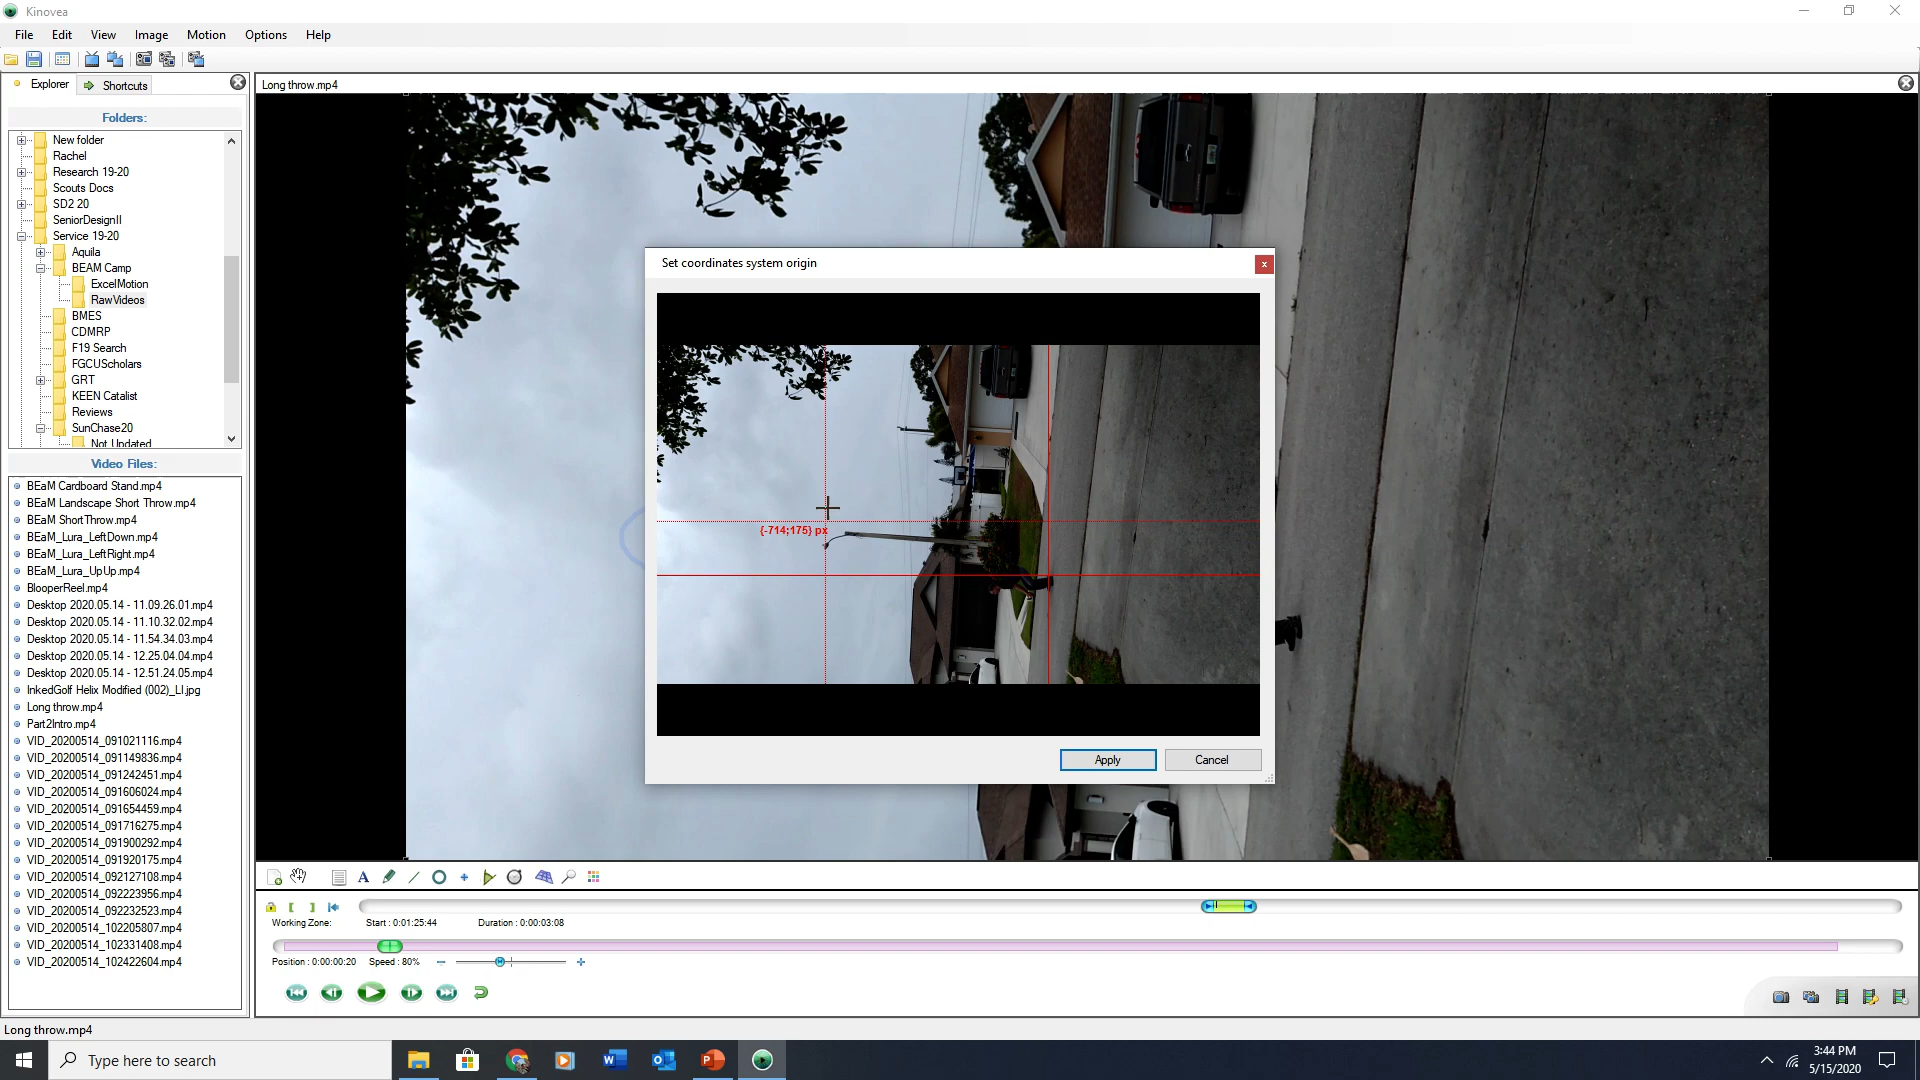 Kinovea
File Edit View Image Motion Options Help
Explorer Shortcuts
Folders:
New folder
Rachel
Research 19-20
Scouts Docs
SD2 20
SeniorDesignII
Service 19-20
Aquila
BEAM Camp
ExcelMotion
RawVideos
BMES
CDMRP
F19 Search
FGCUScholars
GRT
KEEN Catalist
Reviews
SunChase20
Not Updated
Video Files:
BEaM Cardboard Stand.mp4
BEaM Landscape Short Throw.mp4
BEaM ShortThrow.mp4
BEaM_Lura_LeftDown.mp4
BEaM_Lura_LeftRight.mp4
BEaM_Lura_UpUp.mp4
BlooperReel.mp4
Desktop 2020.05.14 - 11.09.26.01.mp4
Desktop 2020.05.14 - 11.10.32.02.mp4
Desktop 2020.05.14 - 11.54.34.03.mp4
Desktop 2020.05.14 - 12.25.04.04.mp4
Desktop 2020.05.14 - 12.51.24.05.mp4
InkedGolf Helix Modified (002)_LI.jpg
Long throw.mp4
Part2Intro.mp4
VID_20200514_091021116.mp4
VID_20200514_091149836.mp4
VID_20200514_091242451.mp4
VID_20200514_091606024.mp4
VID_20200514_091654459.mp4
VID_20200514_091716275.mp4
VID_20200514_091900292.mp4
VID_20200514_091920175.mp4
VID_20200514_092127108.mp4
VID_20200514_092223956.mp4
VID_20200514_092232523.mp4
VID_20200514_102205807.mp4
VID_20200514_102331408.mp4
VID_20200514_102422604.mp4
Long throw.mp4
Set coordinates system origin
{-714;175} px
Apply Cancel
Working Zone: Start : 0:01:25:44 Duration : 0:00:03:08
Position : 0:00:00:20 Speed : 80%
Long throw.mp4
Type here to search
3:44 PM
5/15/2020